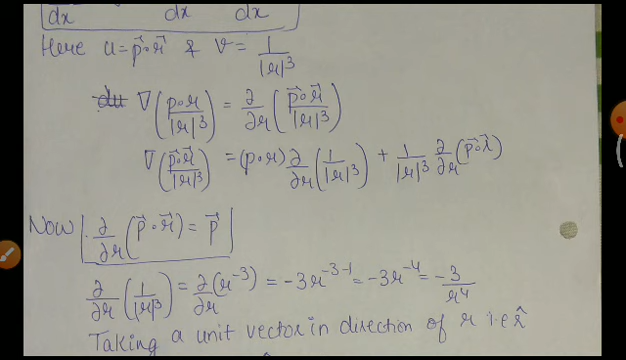 dx dx dx
Here u = p⃗∘r⃗ & v = 1/|r|³
∇(p∘r/|r|³) = ∂/∂r (p⃗∘r⃗/|r|³)
∇(p⃗∘r⃗/|r|³) = (p∘r) ∂/∂r (1/|r|³) + 1/|r|³ ∂/∂r (p⃗∘r⃗)
Now ∂/∂r (p⃗∘r⃗) = p⃗
∂/∂r (1/|r|³) = ∂/∂r (r⁻³) = -3r⁻³⁻¹ = -3r⁻⁴ = -3/r⁴
Taking a unit vector in direction of r i.e r̂